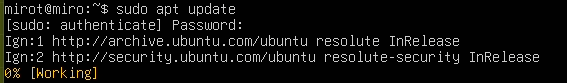 mirot@miro:~$ sudo apt update
[sudo: authenticate] Password:
Ign:1 http://archive.ubuntu.com/ubuntu resolute InRelease
Ign:2 http://security.ubuntu.com/ubuntu resolute-security InRelease
0% [Working]